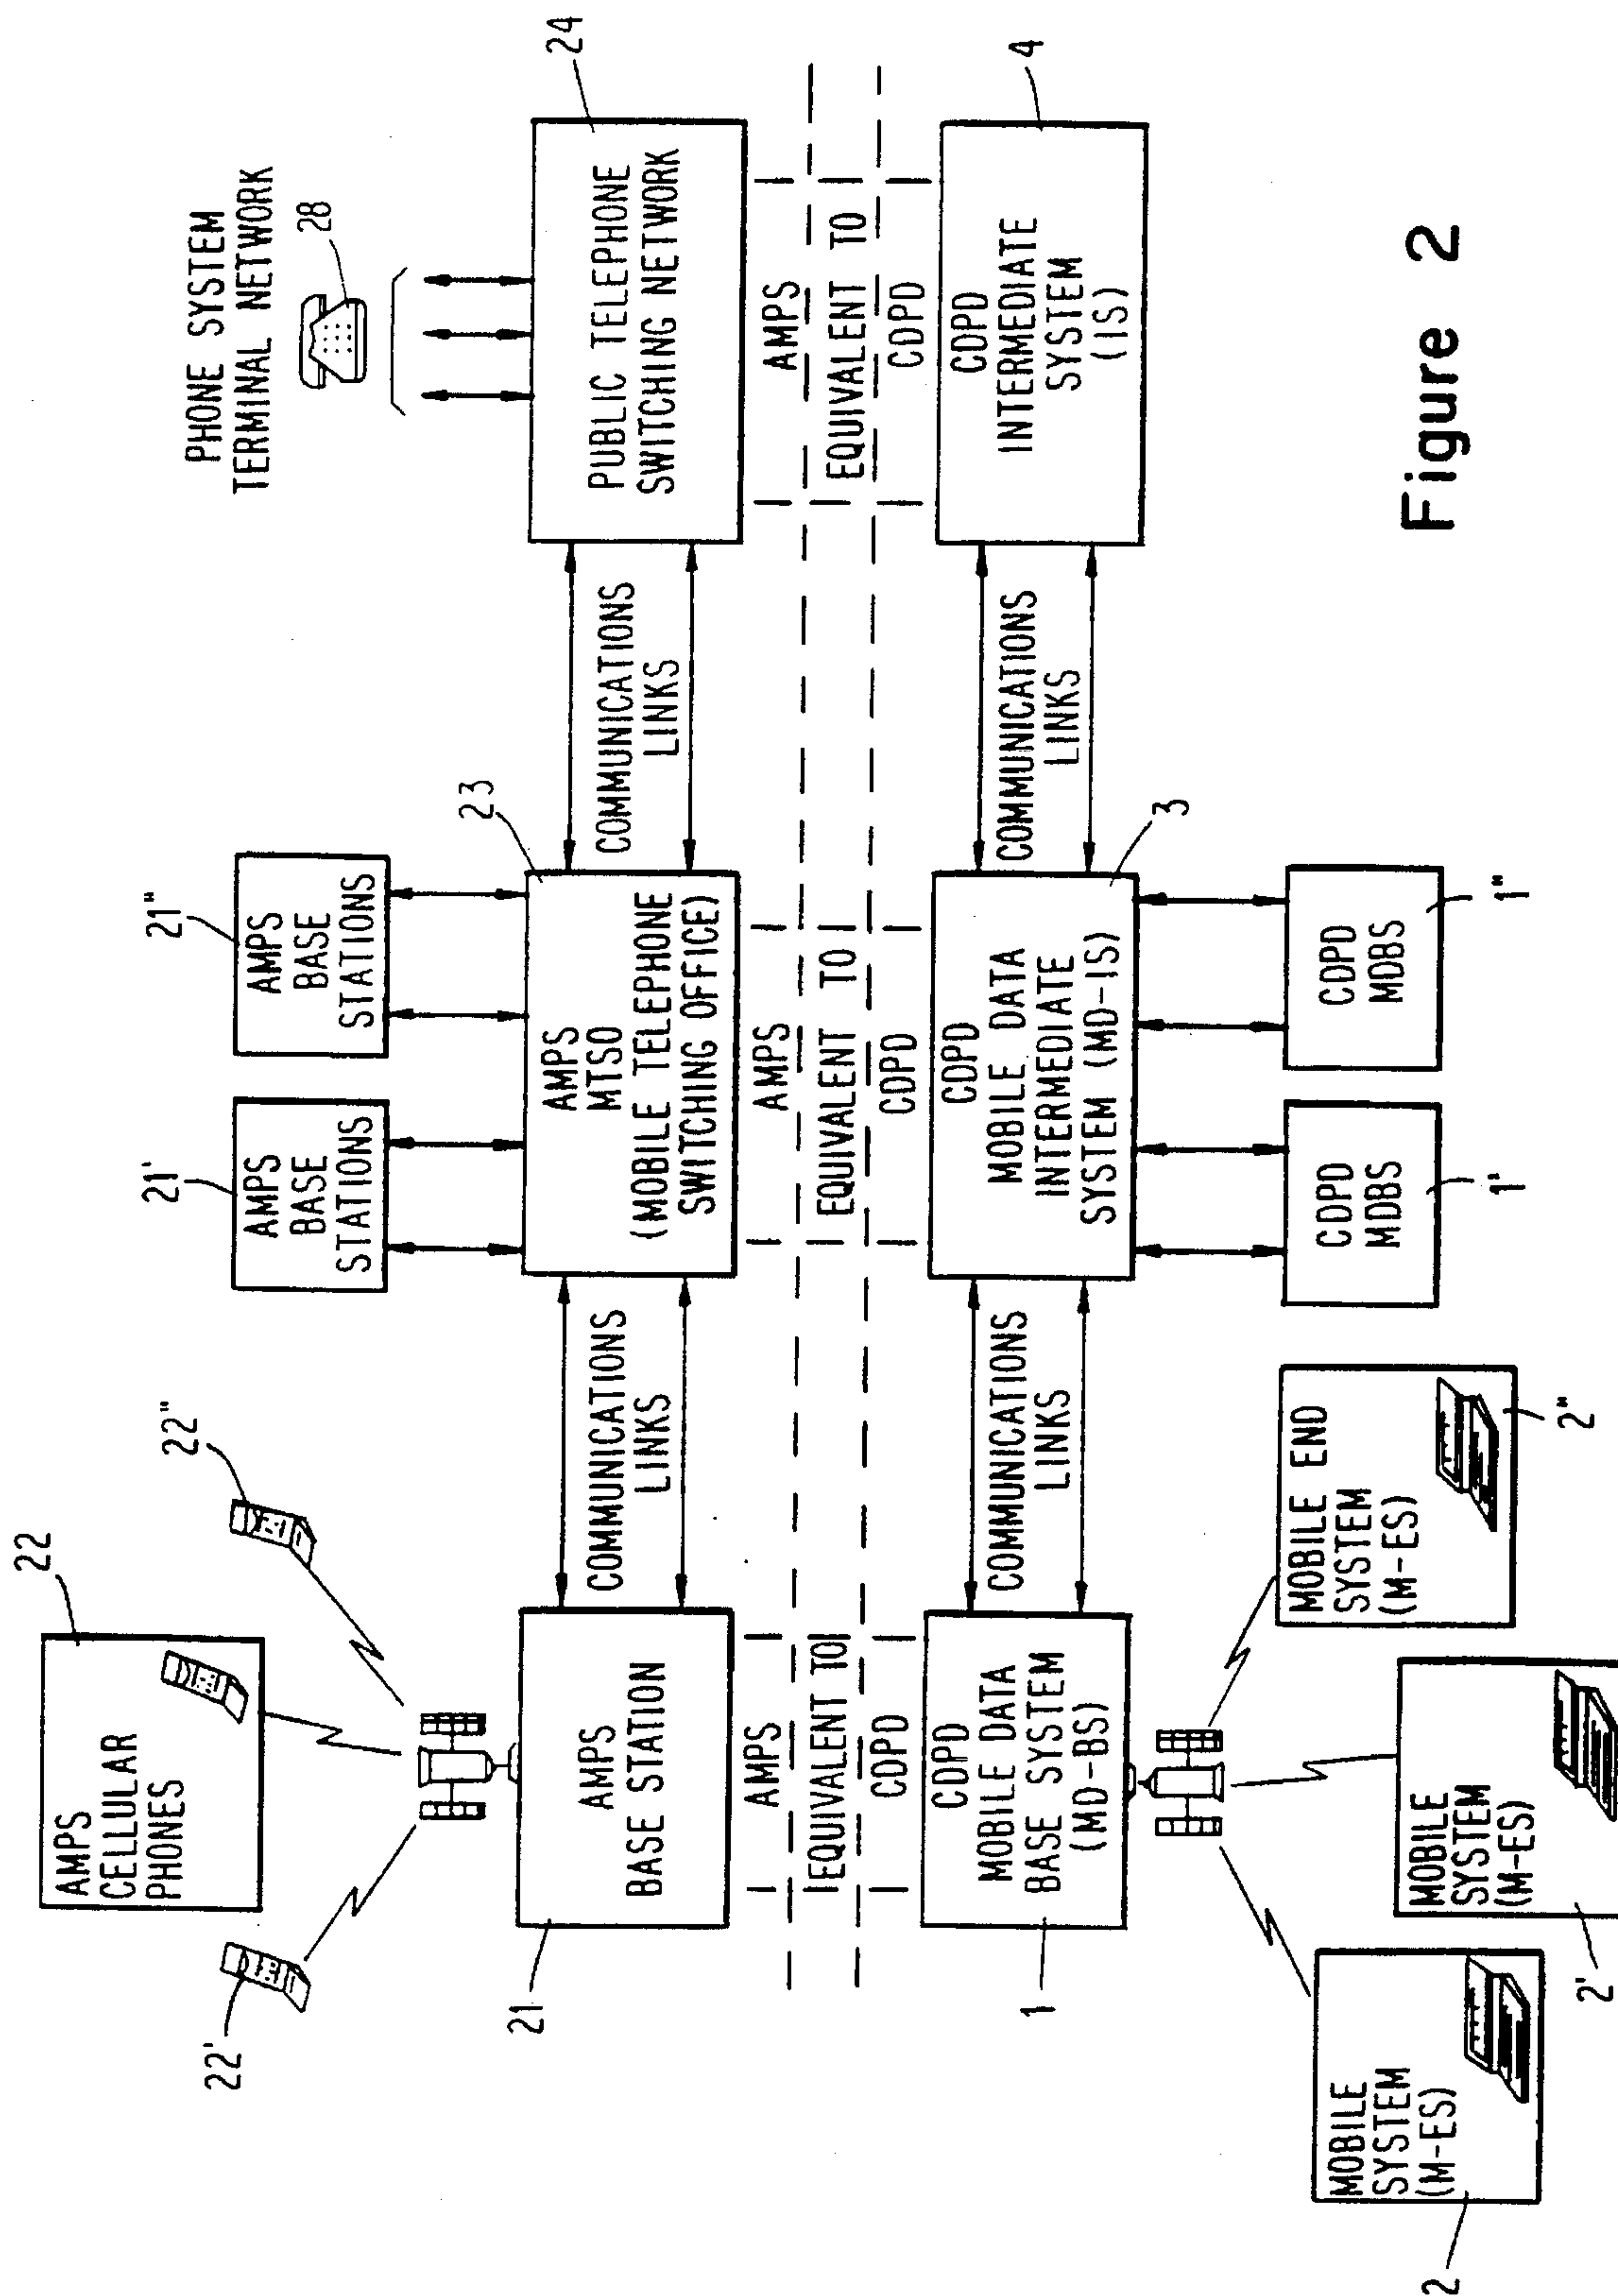 22
AMPS
CELLULAR
PHONES
22'
22"
21'
AMPS
BASE
STATIONS
21"
AMPS
BASE
STATIONS
PHONE SYSTEM
TERMINAL NETWORK
28
21
AMPS
BASE STATION
COMMUNICATIONS
LINKS
23
AMPS
MTSO
(MOBILE TELEPHONE
SWITCHING OFFICE)
COMMUNICATIONS
LINKS
24
PUBLIC TELEPHONE
SWITCHING NETWORK
AMPS
EQUIVALENT TO
CDPD
AMPS
EQUIVALENT TO
CDPD
AMPS
EQUIVALENT TO
CDPD
1
CDPD
MOBILE DATA
BASE SYSTEM
(MD-BS)
COMMUNICATIONS
LINKS
3
CDPD
MOBILE DATA
INTERMEDIATE
SYSTEM (MD-IS)
COMMUNICATIONS
LINKS
4
CDPD
INTERMEDIATE
SYSTEM
(IS)
2
MOBILE
SYSTEM
(M-ES)
2'
MOBILE
SYSTEM
(M-ES)
2"
MOBILE END
SYSTEM
(M-ES)
CDPD
MDBS
1'
CDPD
MDBS
1"
Figure 2